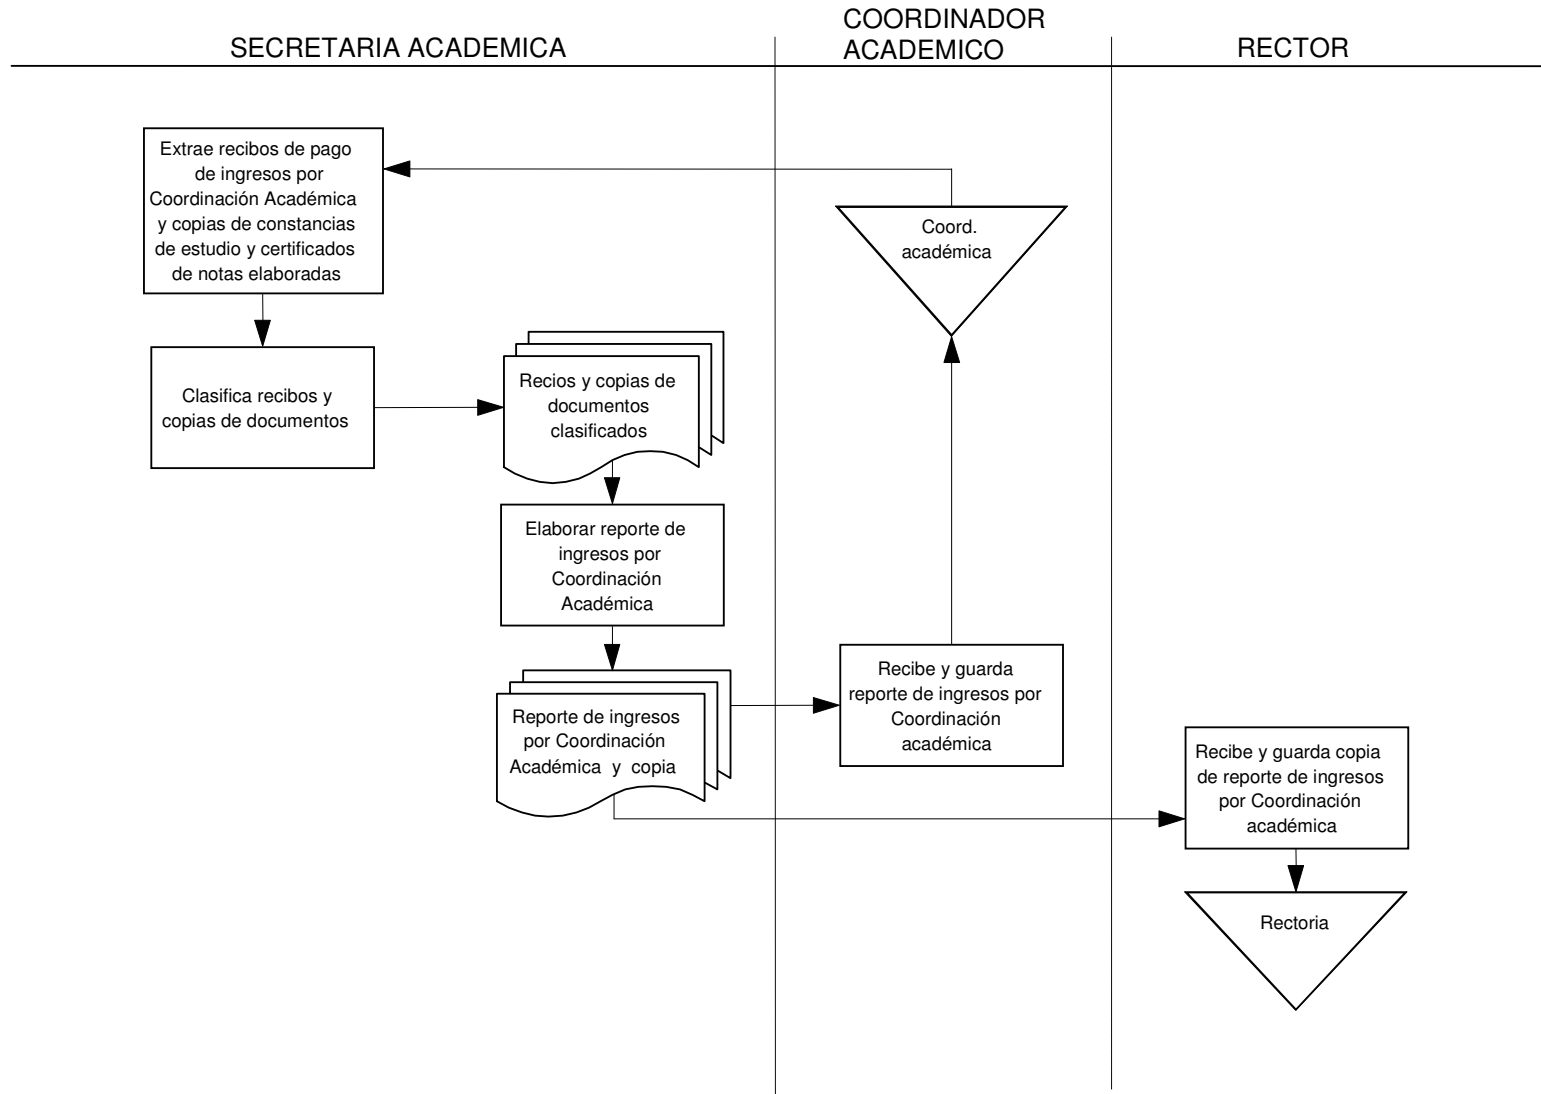 SECRETARIA ACADEMICA
COORDINADOR
ACADEMICO
RECTOR
Extrae recibos de pago
de ingresos por
Coordinación Académica
y copias de constancias
de estudio y certificados
de notas elaboradas
Coord.
académica
Clasifica recibos y
copias de documentos
Recios y copias de
documentos
clasificados
Elaborar reporte de
ingresos por
Coordinación
Académica
Reporte de ingresos
por Coordinación
Académica y copia
Recibe y guarda
reporte de ingresos por
Coordinación
académica
Recibe y guarda copia
de reporte de ingresos
por Coordinación
académica
Rectoria